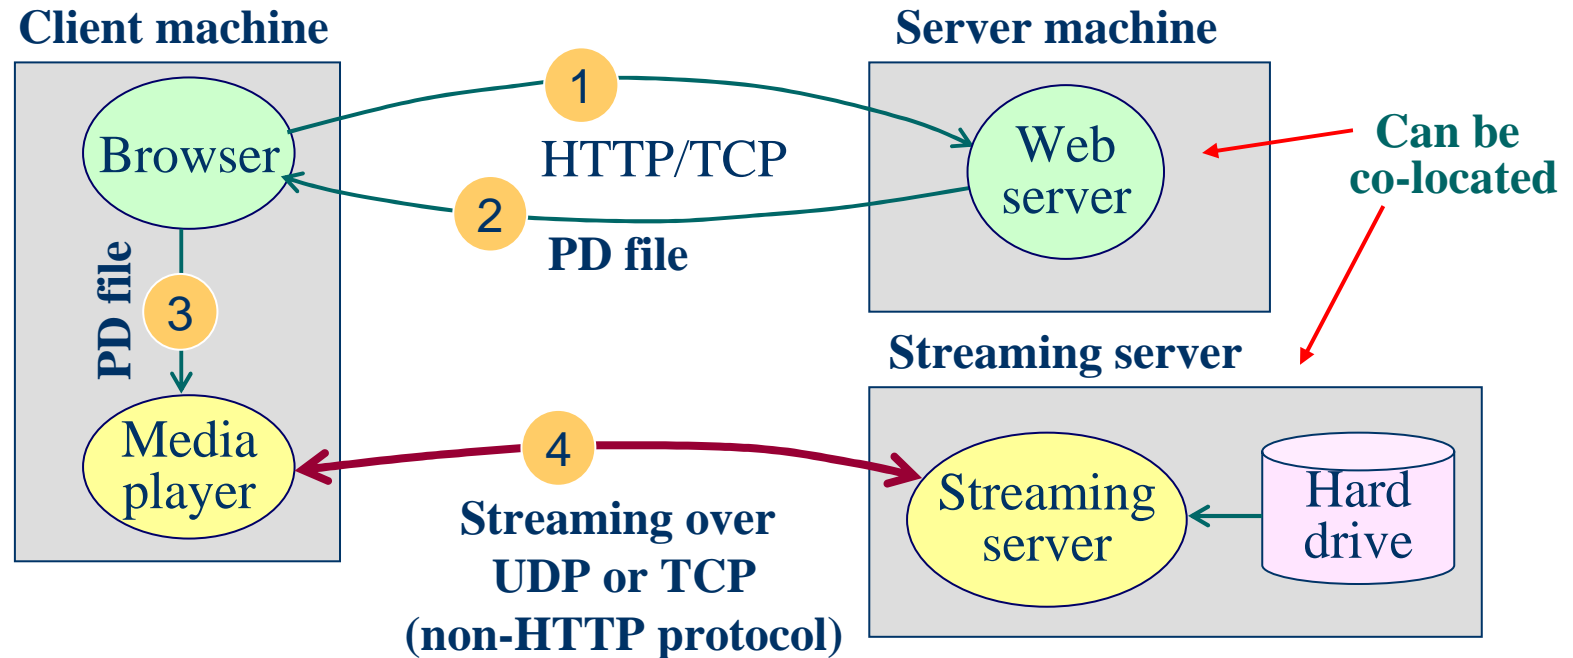 Client machine
Server machine
1
Browser
HTTP/TCP
Web
server
Can be
co-located
2
PD file
PD file
3
Streaming server
Media
player
4
Streaming over
UDP or TCP
(non-HTTP protocol)
Streaming
server
Hard
drive